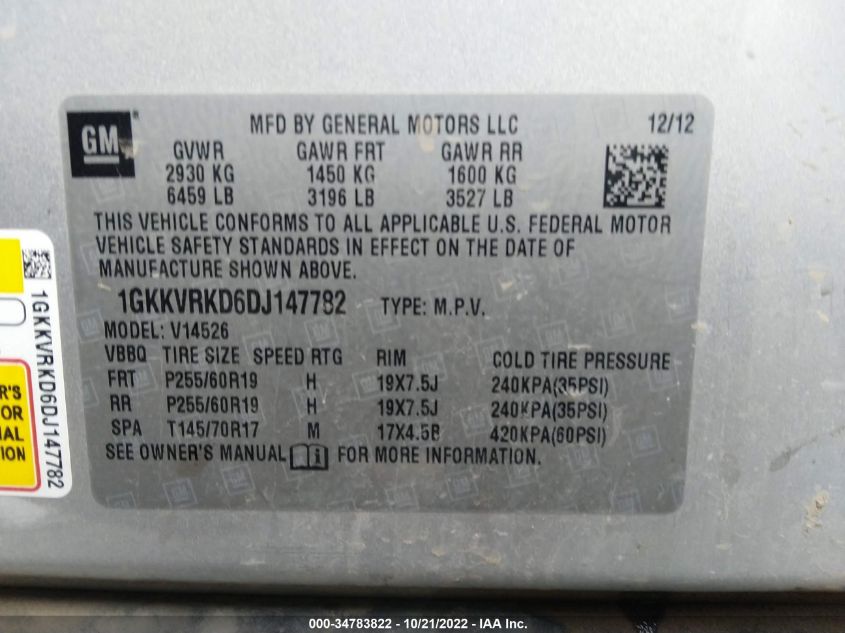 GM
MFD BY GENERAL MOTORS LLC 12/12
GVWR GAWR FRT GAWR RR
2930 KG 1450 KG 1600 KG
6459 LB 3196 LB 3527 LB
THIS VEHICLE CONFORMS TO ALL APPLICABLE U.S. FEDERAL MOTOR
VEHICLE SAFETY STANDARDS IN EFFECT ON THE DATE OF
MANUFACTURE SHOWN ABOVE.
1GKKVRKD6DJ147782 TYPE: M.P.V.
MODEL: V14526
VBBQ TIRE SIZE SPEED RTG RIM COLD TIRE PRESSURE
FRT P255/60R19 H 19X7.5J 240KPA(35PSI)
RR P255/60R19 H 19X7.5J 240KPA(35PSI)
SPA T145/70R17 M 17X4.5B 420KPA(60PSI)
SEE OWNER'S MANUAL FOR MORE INFORMATION.
1GKKVRKD6DJ147782
R'S
OR
IAL
ION
000-34783822 - 10/21/2022 - IAA Inc.